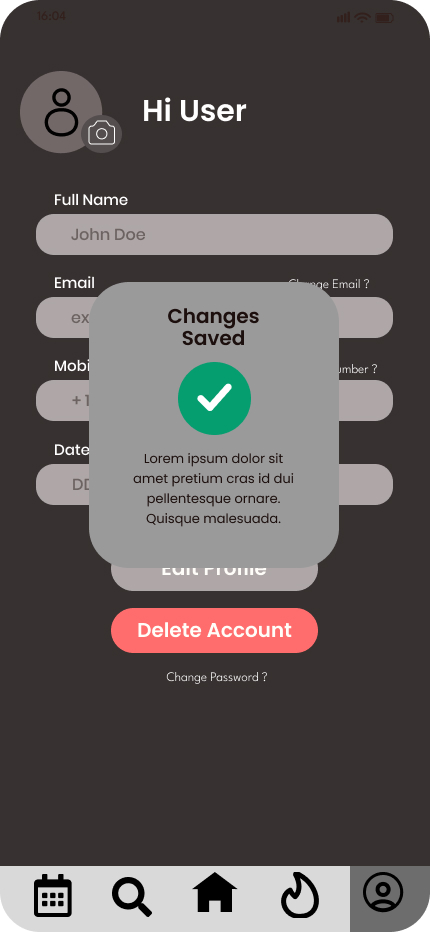 16:04
Hi User
Full Name
John Doe
Email
Change Email ?
ex
Changes
Saved
Mobi
umber ?
+ 1
Date
DD
Lorem ipsum dolor sit
amet pretium cras id dui
pellentesque ornare.
Quisque malesuada.
Edit Profile
Delete Account
Change Password ?